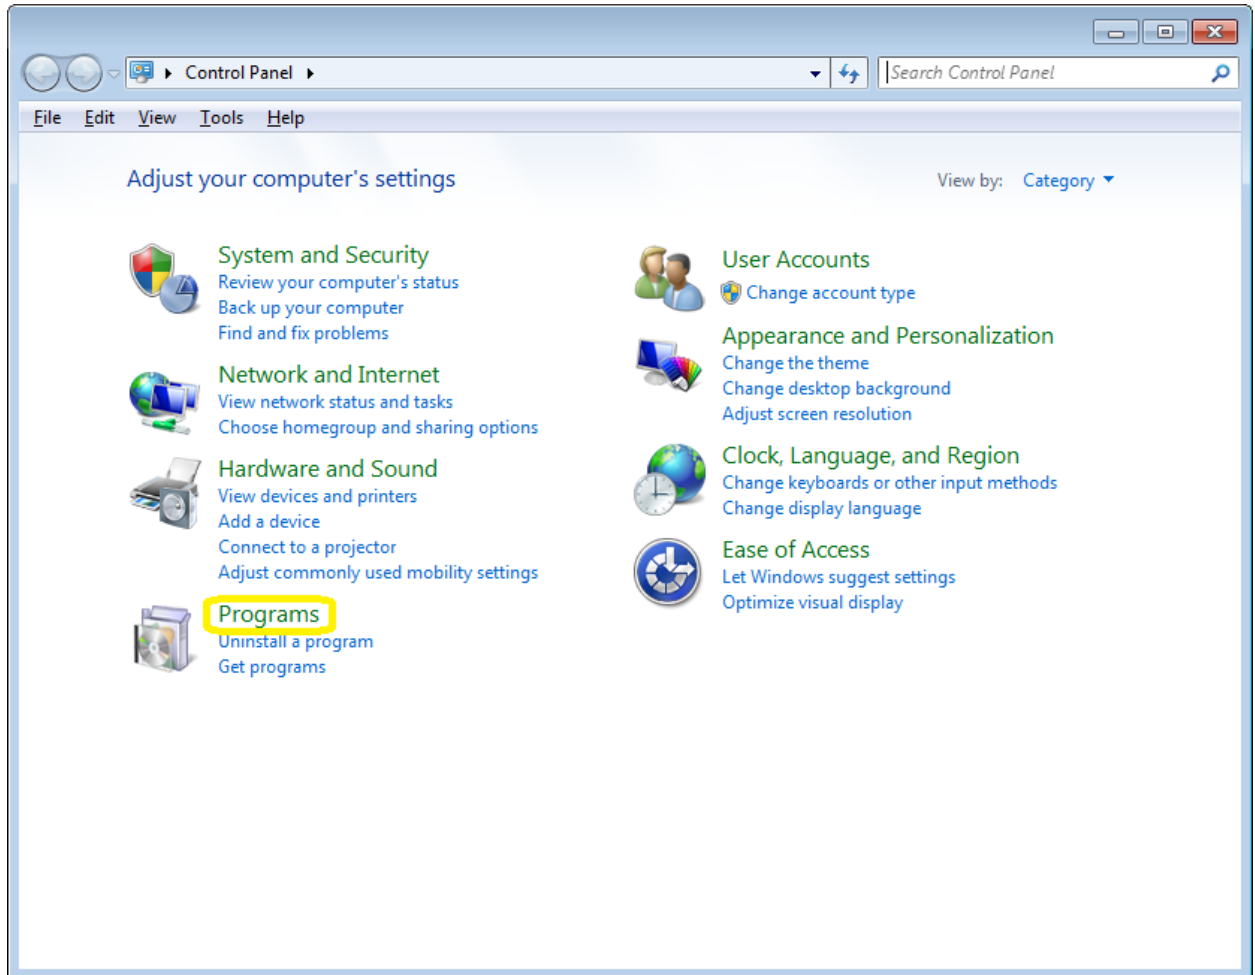 Control Panel
Search Control Panel
File Edit View Tools Help
Adjust your computer's settings
View by: Category
System and Security
Review your computer's status
Back up your computer
Find and fix problems
Network and Internet
View network status and tasks
Choose homegroup and sharing options
Hardware and Sound
View devices and printers
Add a device
Connect to a projector
Adjust commonly used mobility settings
Programs
Uninstall a program
Get programs
User Accounts
Change account type
Appearance and Personalization
Change the theme
Change desktop background
Adjust screen resolution
Clock, Language, and Region
Change keyboards or other input methods
Change display language
Ease of Access
Let Windows suggest settings
Optimize visual display